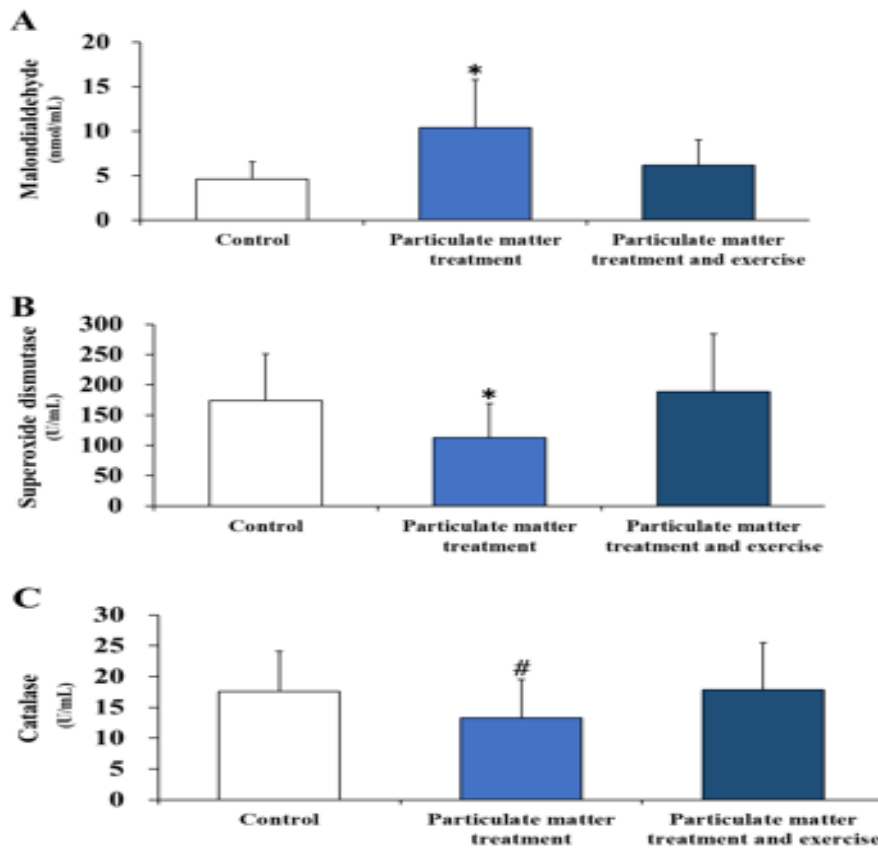 A
Malondialdehyde
(nmol/mL)
20
15
10
5
0
*
Control
Particulate matter
treatment
Particulate matter
treatment and exercise
B
Superoxide dismutase
(U/mL)
300
250
200
150
100
50
0
*
Control
Particulate matter
treatment
Particulate matter
treatment and exercise
C
Catalase
(U/mL)
30
25
20
15
10
5
0
#
Control
Particulate matter
treatment
Particulate matter
treatment and exercise